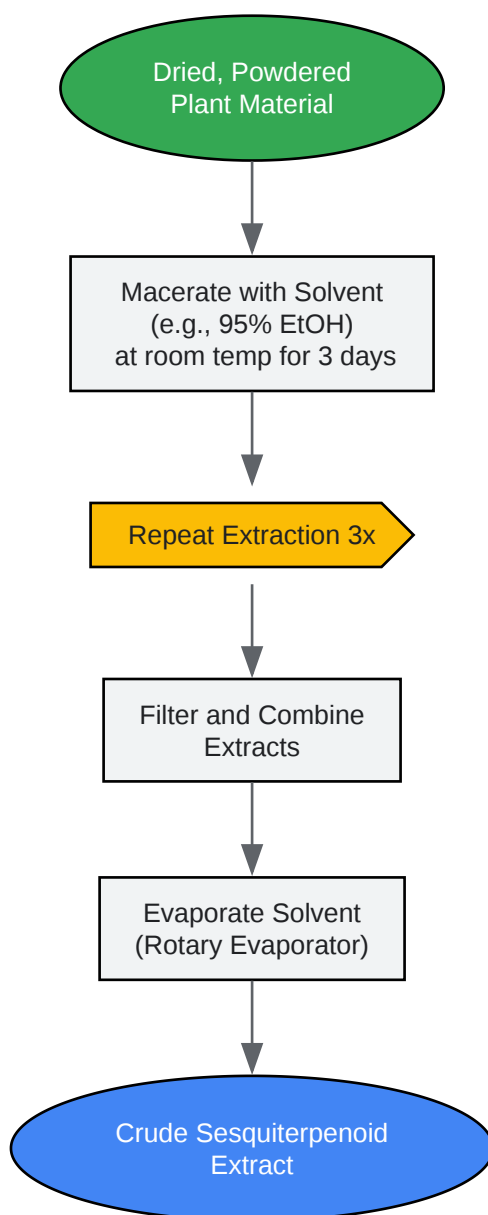 Dried, Powdered
Plant Material
Macerate with Solvent
(e.g., 95% EtOH)
at room temp for 3 days
Repeat Extraction 3x
Filter and Combine
Extracts
Evaporate Solvent
(Rotary Evaporator)
Crude Sesquiterpenoid
Extract